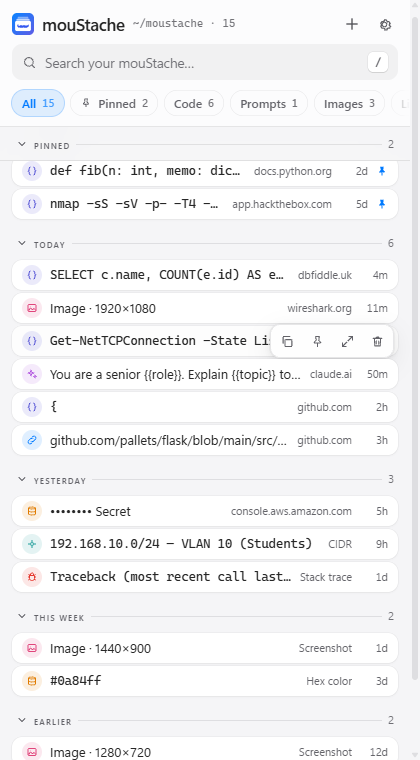 mouStache ~/moustache · 15
Search your mouStache... /
All 15 Pinned 2 Code 6 Prompts 1 Images 3
PINNED 2
def fib(n: int, memo: dic… docs.python.org 2d
nmap -sS -sV -p- -T4 -… app.hackthebox.com 5d
TODAY 6
SELECT c.name, COUNT(e.id) AS e… dbfiddle.uk 4m
Image · 1920×1080 wireshark.org 11m
Get-NetTCPConnection -State Lis
You are a senior {{role}}. Explain {{topic}} to… claude.ai 50m
{ github.com 2h
github.com/pallets/flask/blob/main/src/… github.com 3h
YESTERDAY 3
•••••••• Secret console.aws.amazon.com 5h
192.168.10.0/24 — VLAN 10 (Students) CIDR 9h
Traceback (most recent call last… Stack trace 1d
THIS WEEK 2
Image · 1440×900 Screenshot 1d
#0a84ff Hex color 3d
EARLIER 2
Image · 1280×720 Screenshot 12d